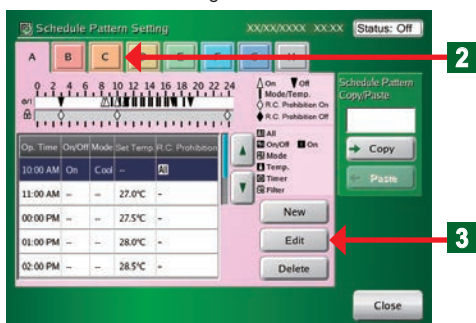 Schedule Pattern Setting XX/XX/XXXX XX:XX Status: Off
A B C D E F G H
2
0 2 4 6 8 10 12 14 16 18 20 22 24
0/1
On Off
Mode/Temp.
R.C. Prohibition On
R.C. Prohibition Off
All
On/Off On
Mode
Temp.
Timer
Filter
Schedule Pattern
Copy/Paste
Copy
Paste
Op. Time On/Off Mode Set Temp. R.C. Prohibition
10:00 AM On Cool -- All
11:00 AM -- -- 27.0°C -
00:00 PM -- -- 27.5°C -
01:00 PM -- -- 28.0°C -
02:00 PM -- -- 28.5°C -
New
Edit
3
Delete
Close